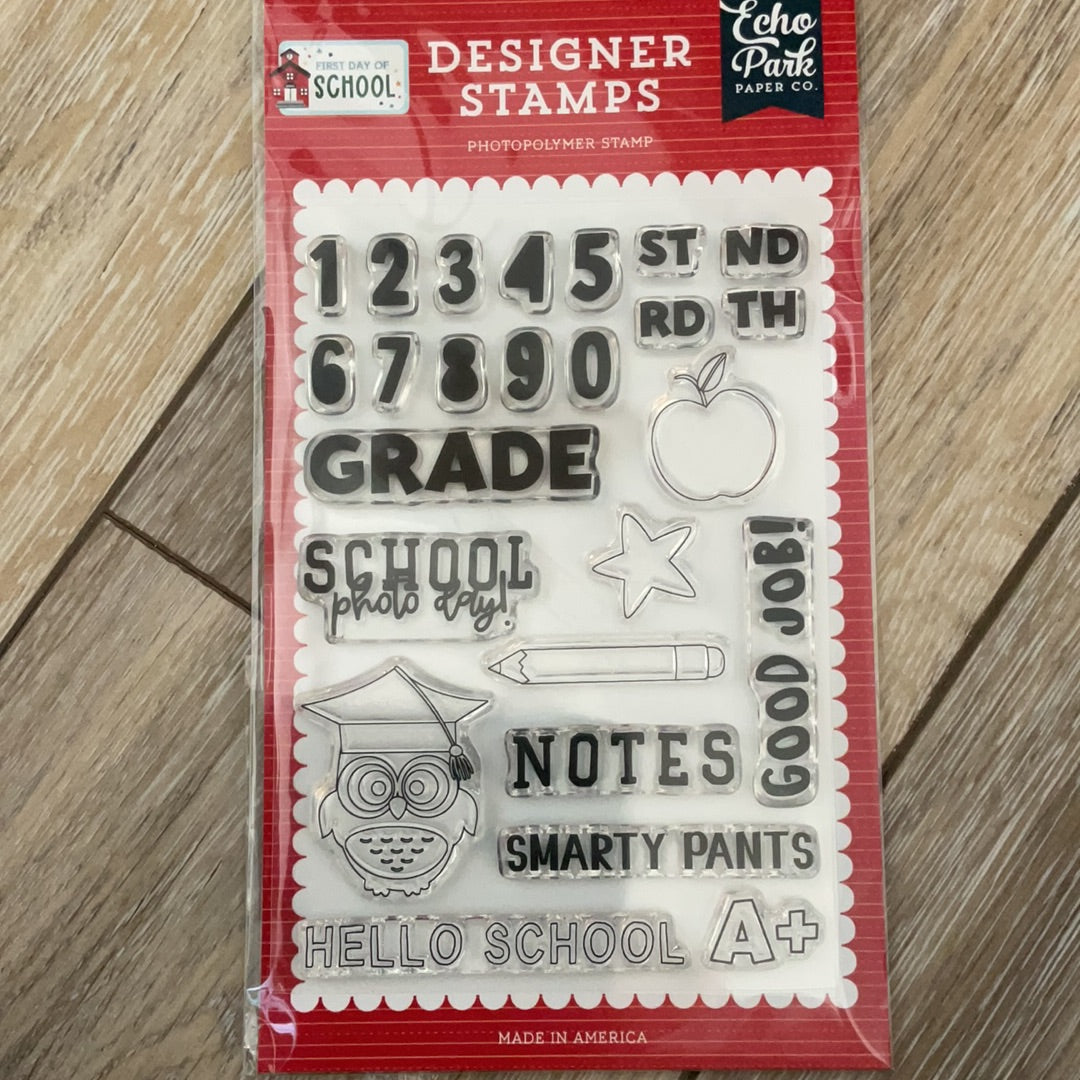 FIRST DAY OF
SCHOOL
DESIGNER
STAMPS
PHOTOPOLYMER STAMP
Echo
Park
PAPER CO.
1 2 3 4 5
ST ND
RD TH
6 7 8 9 0
GRADE
SCHOOL
photo day!
GOOD JOB!
NOTES
SMARTY PANTS
HELLO SCHOOL
A+
MADE IN AMERICA